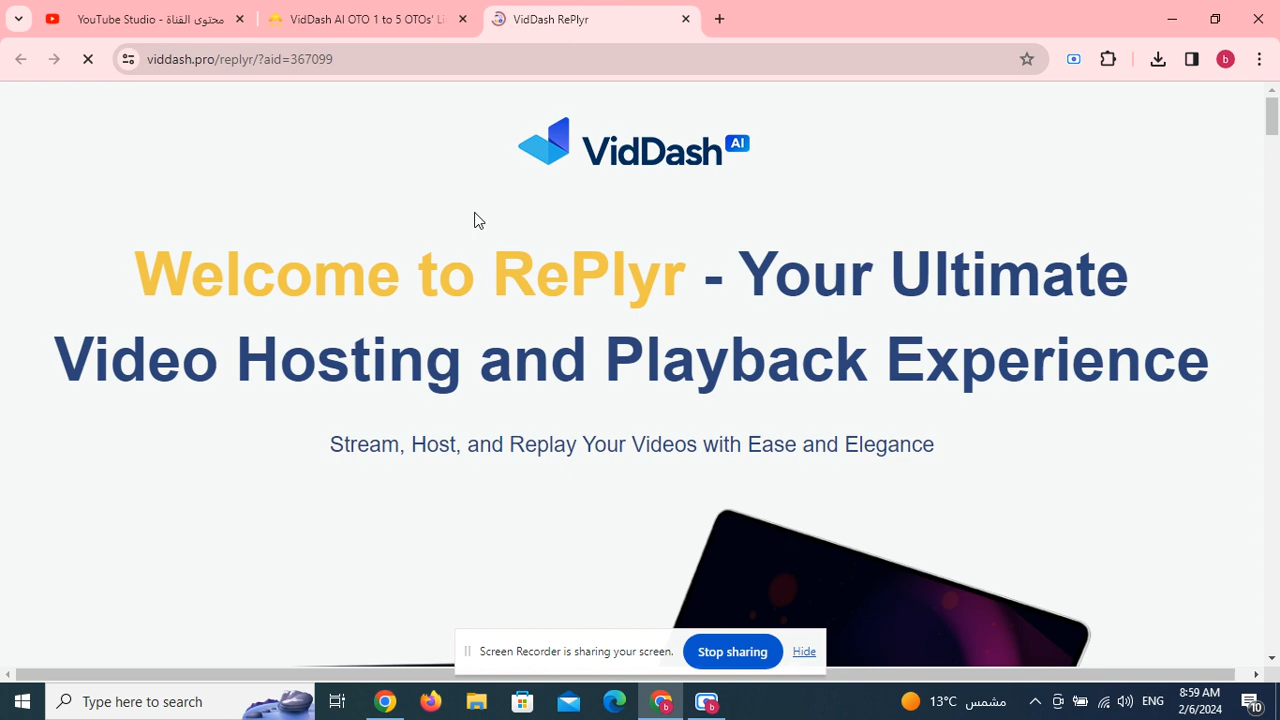 YouTube Studio - محتوى القناة
VidDash AI OTO 1 to 5 OTOs' Li
VidDash RePlyr
viddash.pro/replyr/?aid=367099
b
VidDash AI
Welcome to RePlyr - Your Ultimate
Video Hosting and Playback Experience
Stream, Host, and Replay Your Videos with Ease and Elegance
Screen Recorder is sharing your screen.
Stop sharing
Hide
Type here to search
13°C مشمس
ENG
8:59 AM
2/6/2024
10